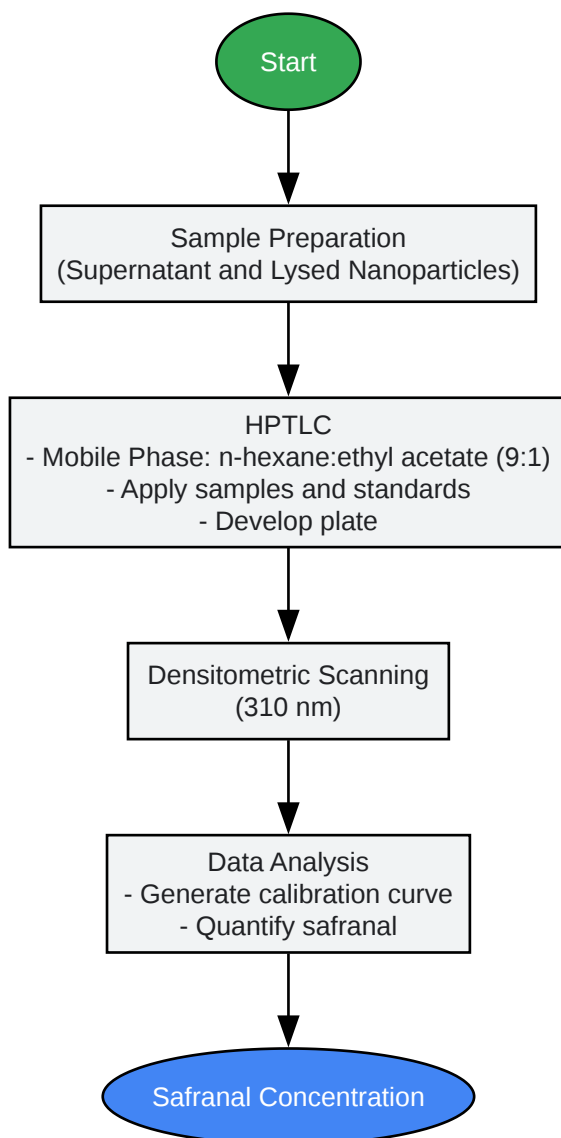 Start
Sample Preparation
(Supernatant and Lysed Nanoparticles)
HPTLC
- Mobile Phase: n-hexane:ethyl acetate (9:1)
- Apply samples and standards
- Develop plate
Densitometric Scanning
(310 nm)
Data Analysis
- Generate calibration curve
- Quantify safranal
Safranal Concentration